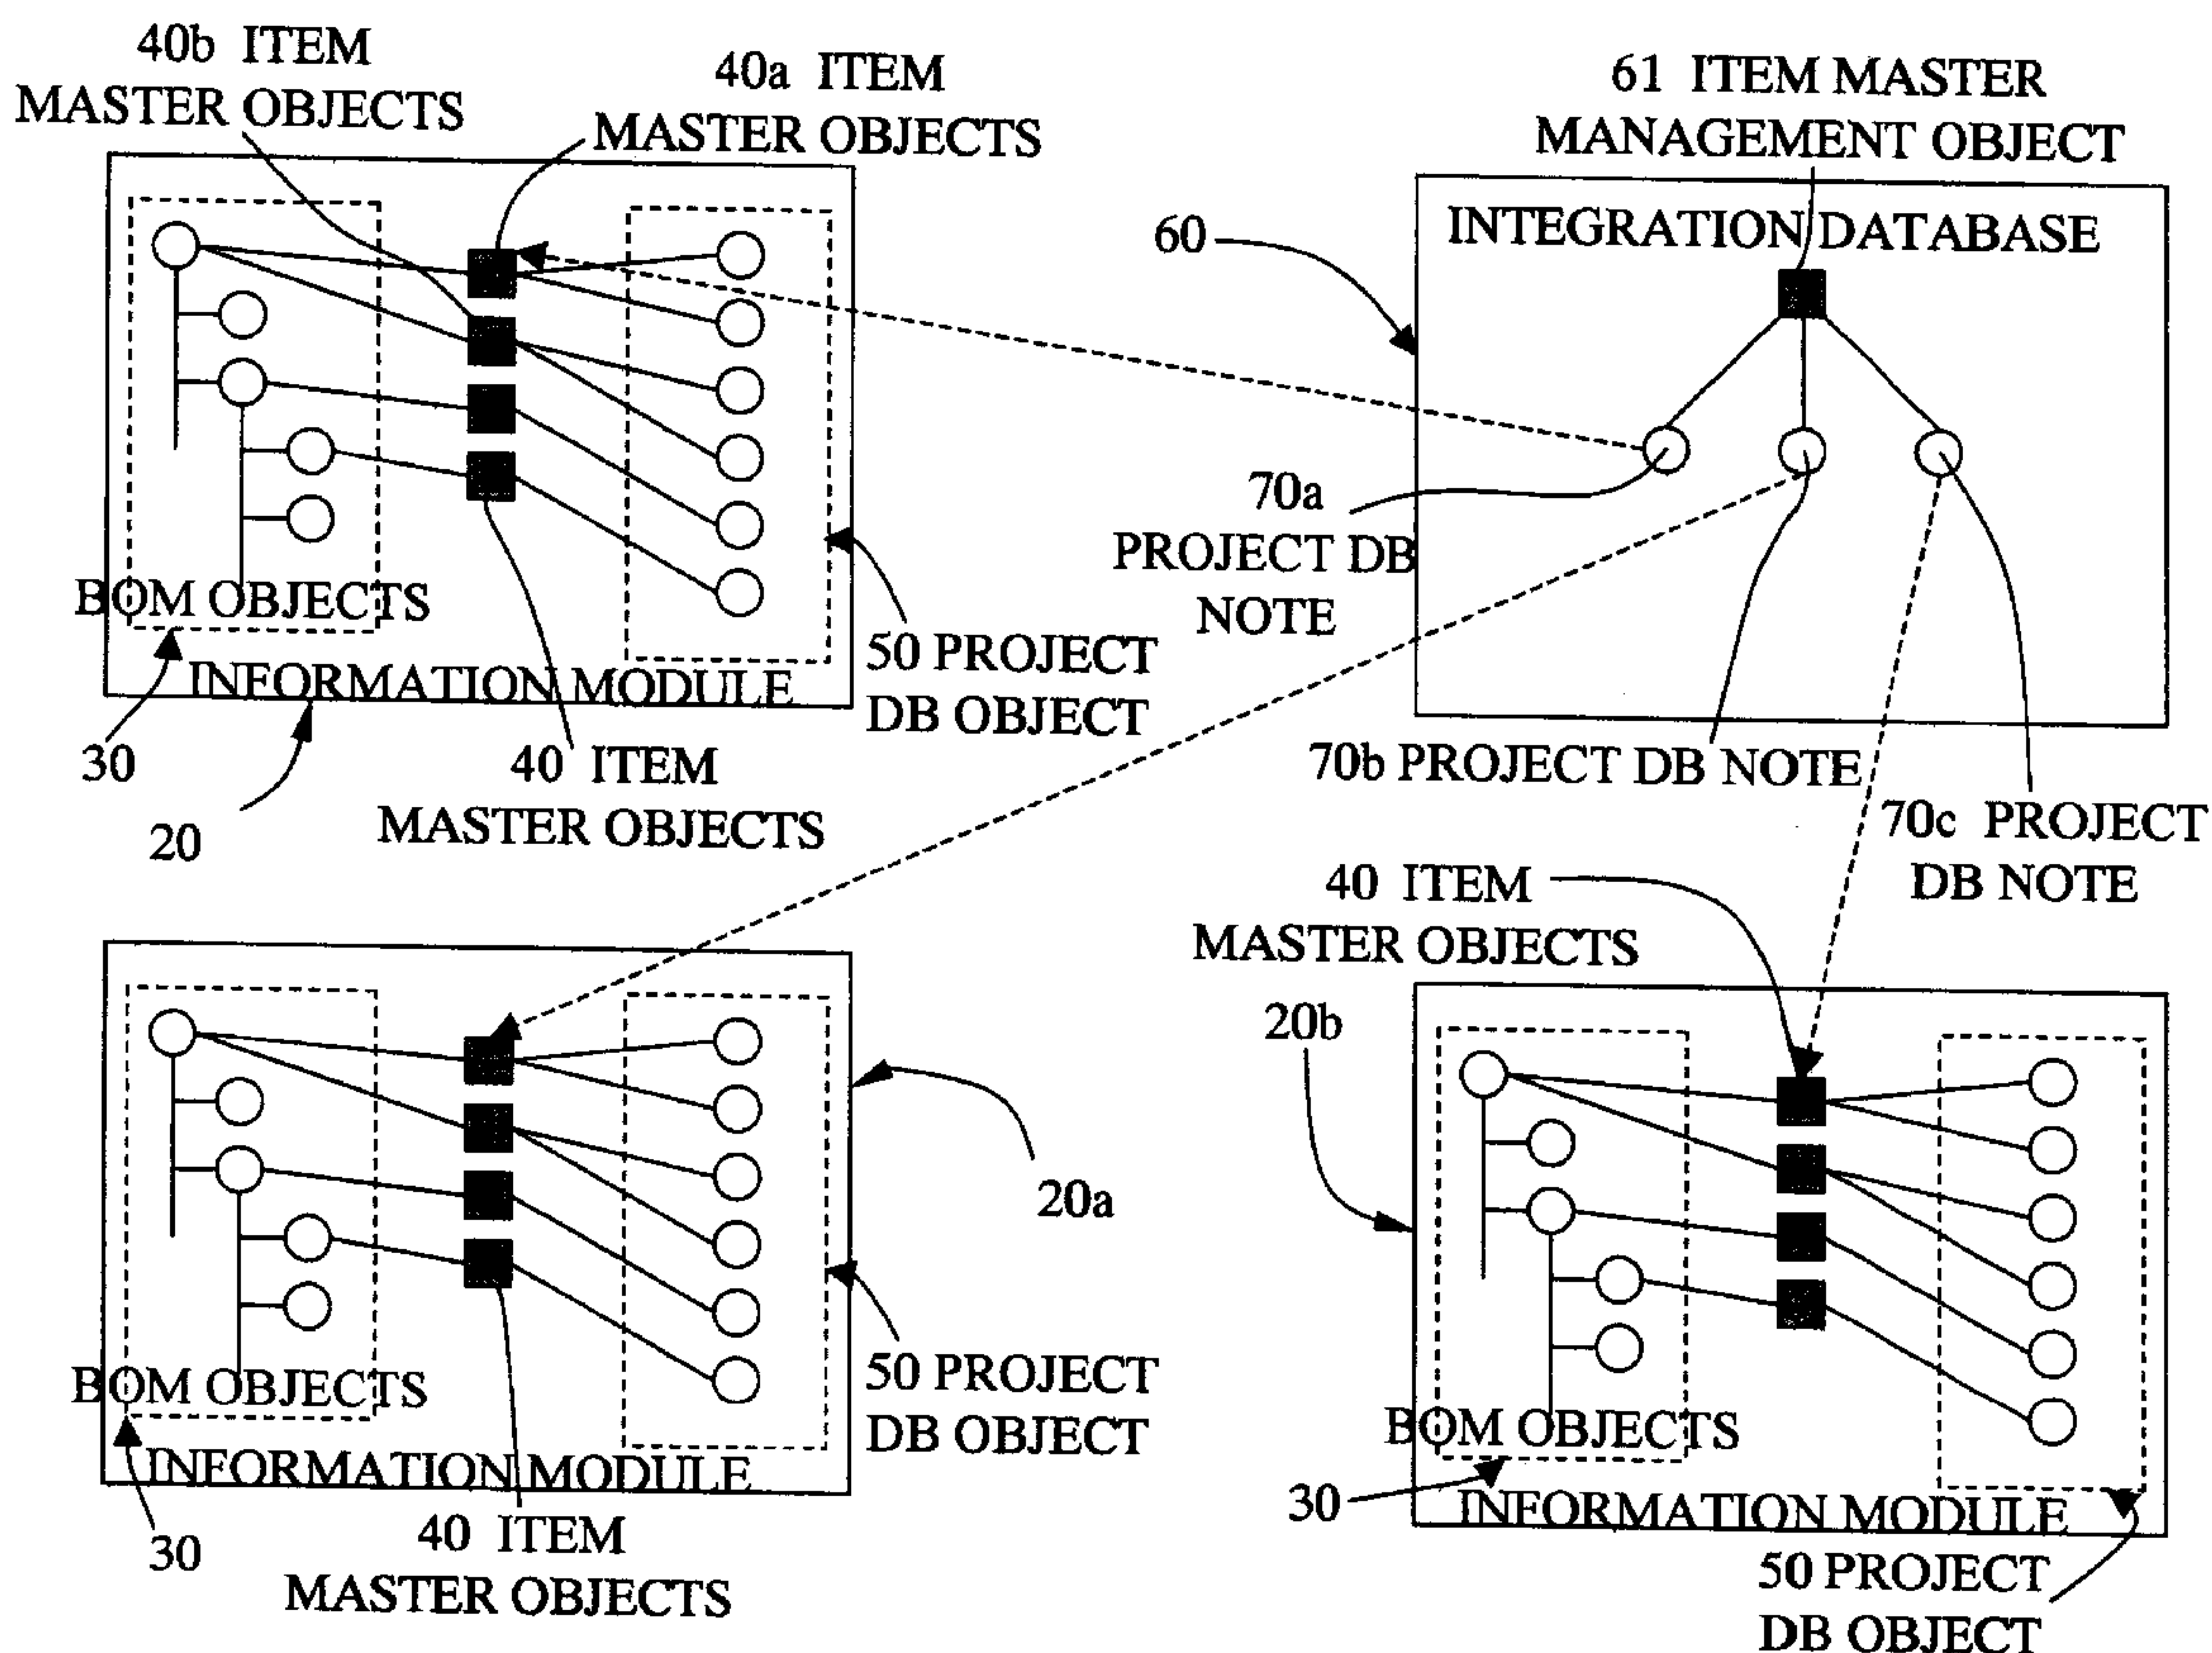 40b ITEM
MASTER OBJECTS
40a ITEM
MASTER OBJECTS
61 ITEM MASTER
MANAGEMENT OBJECT
60
INTEGRATION DATABASE
70a
PROJECT DB
NOTE
BOM OBJECTS
INFORMATION MODULE
50 PROJECT
DB OBJECT
30
20
40 ITEM
MASTER OBJECTS
70b PROJECT DB NOTE
70c PROJECT
DB NOTE
40 ITEM
MASTER OBJECTS
20b
20a
BOM OBJECTS
INFORMATION MODULE
50 PROJECT
DB OBJECT
30
40 ITEM
MASTER OBJECTS
BOM OBJECTS
30
INFORMATION MODULE
50 PROJECT
DB OBJECT